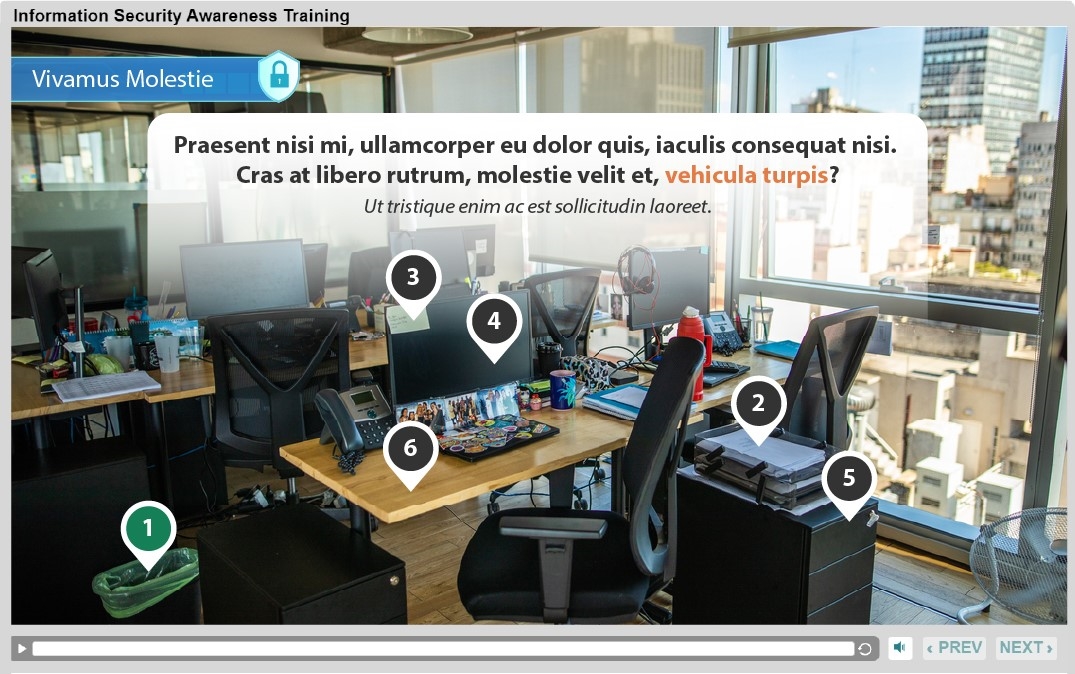 Information Security Awareness Training
Vivamus Molestie
Praesent nisi mi, ullamcorper eu dolor quis, iaculis consequat nisi.
Cras at libero rutrum, molestie velit et, vehicula turpis?
Ut tristique enim ac est sollicitudin laoreet.
3
4
2
6
5
1
‹ PREV
NEXT ›